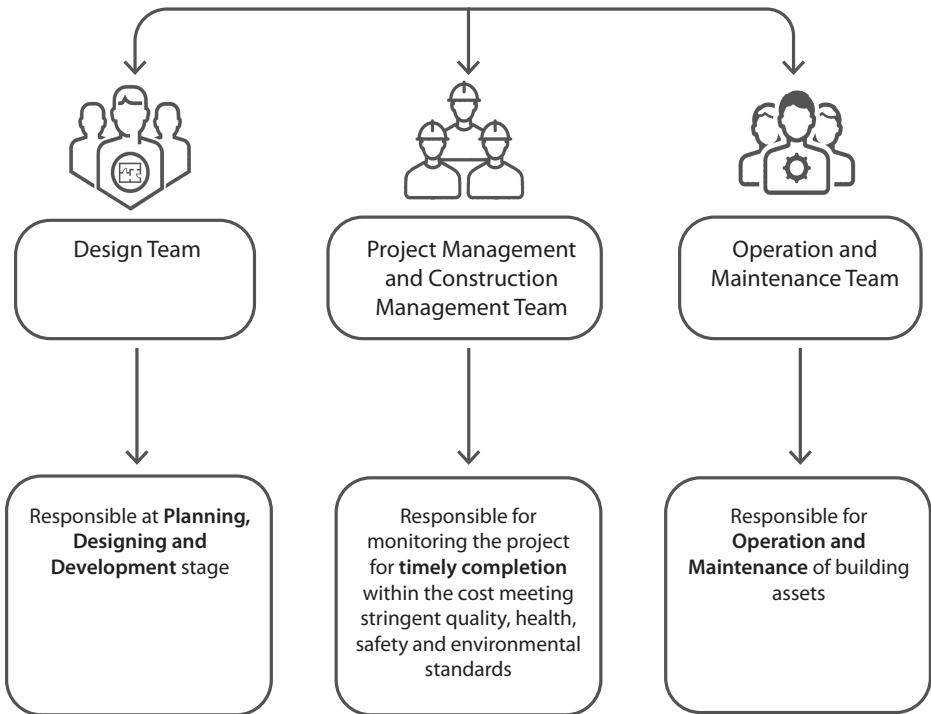 Design Team
Project Management
and Construction
Management Team
Operation and
Maintenance Team
Responsible at Planning,
Designing and
Development stage
Responsible for
monitoring the project
for timely completion
within the cost meeting
stringent quality, health,
safety and environmental
standards
Responsible for
Operation and
Maintenance of building
assets